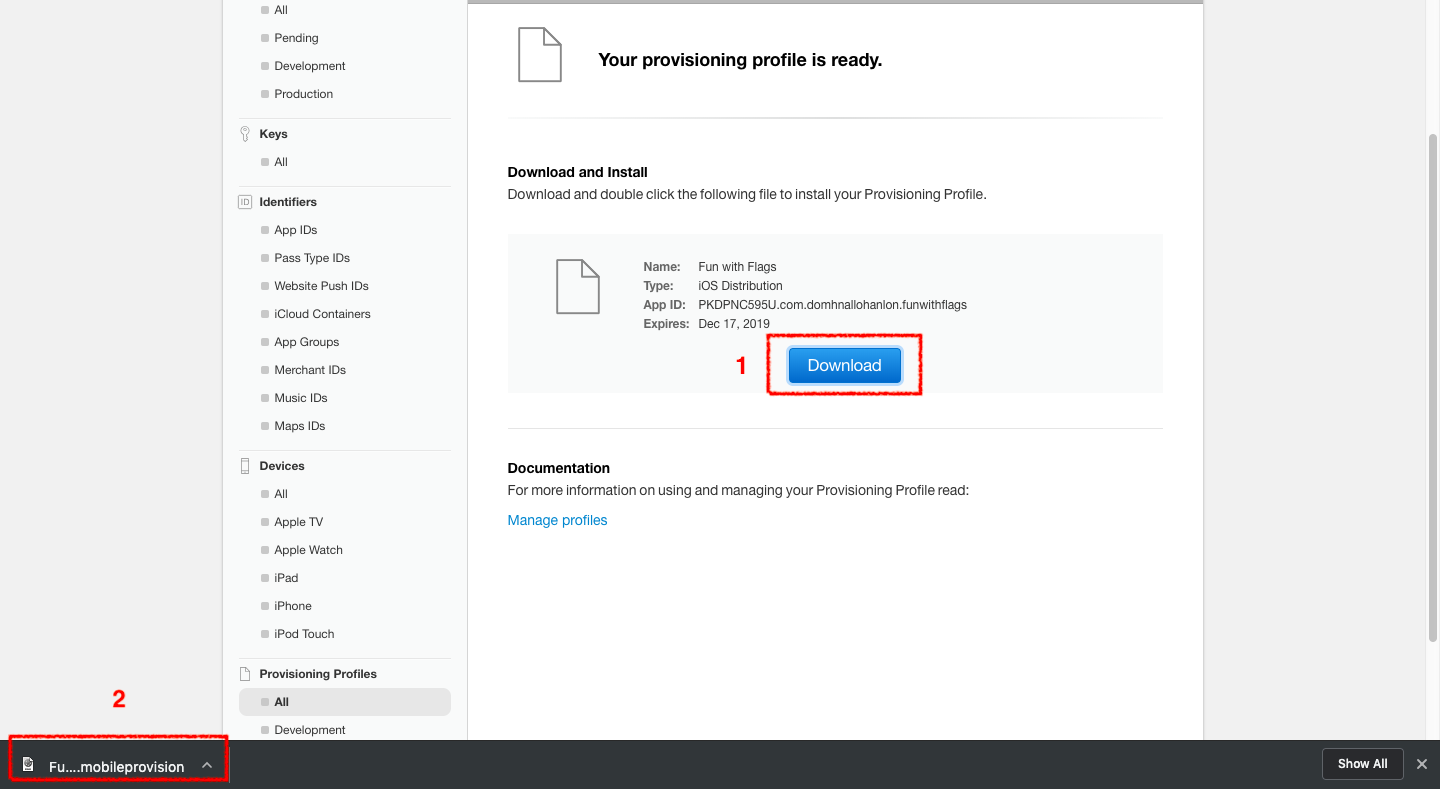 All
Pending
Development
Production
Keys
All
ID Identifiers
App IDs
Pass Type IDs
Website Push IDs
iCloud Containers
App Groups
Merchant IDs
Music IDs
Maps IDs
Devices
All
Apple TV
Apple Watch
iPad
iPhone
iPod Touch
Provisioning Profiles
All
Development
Your provisioning profile is ready.
Download and Install
Download and double click the following file to install your Provisioning Profile.
Name: Fun with Flags
Type: iOS Distribution
App ID: PKDPNC595U.com.domhnallohanlon.funwithflags
Expires: Dec 17, 2019
1 Download
Documentation
For more information on using and managing your Provisioning Profile read:
Manage profiles
2
Fu....mobileprovision
Show All